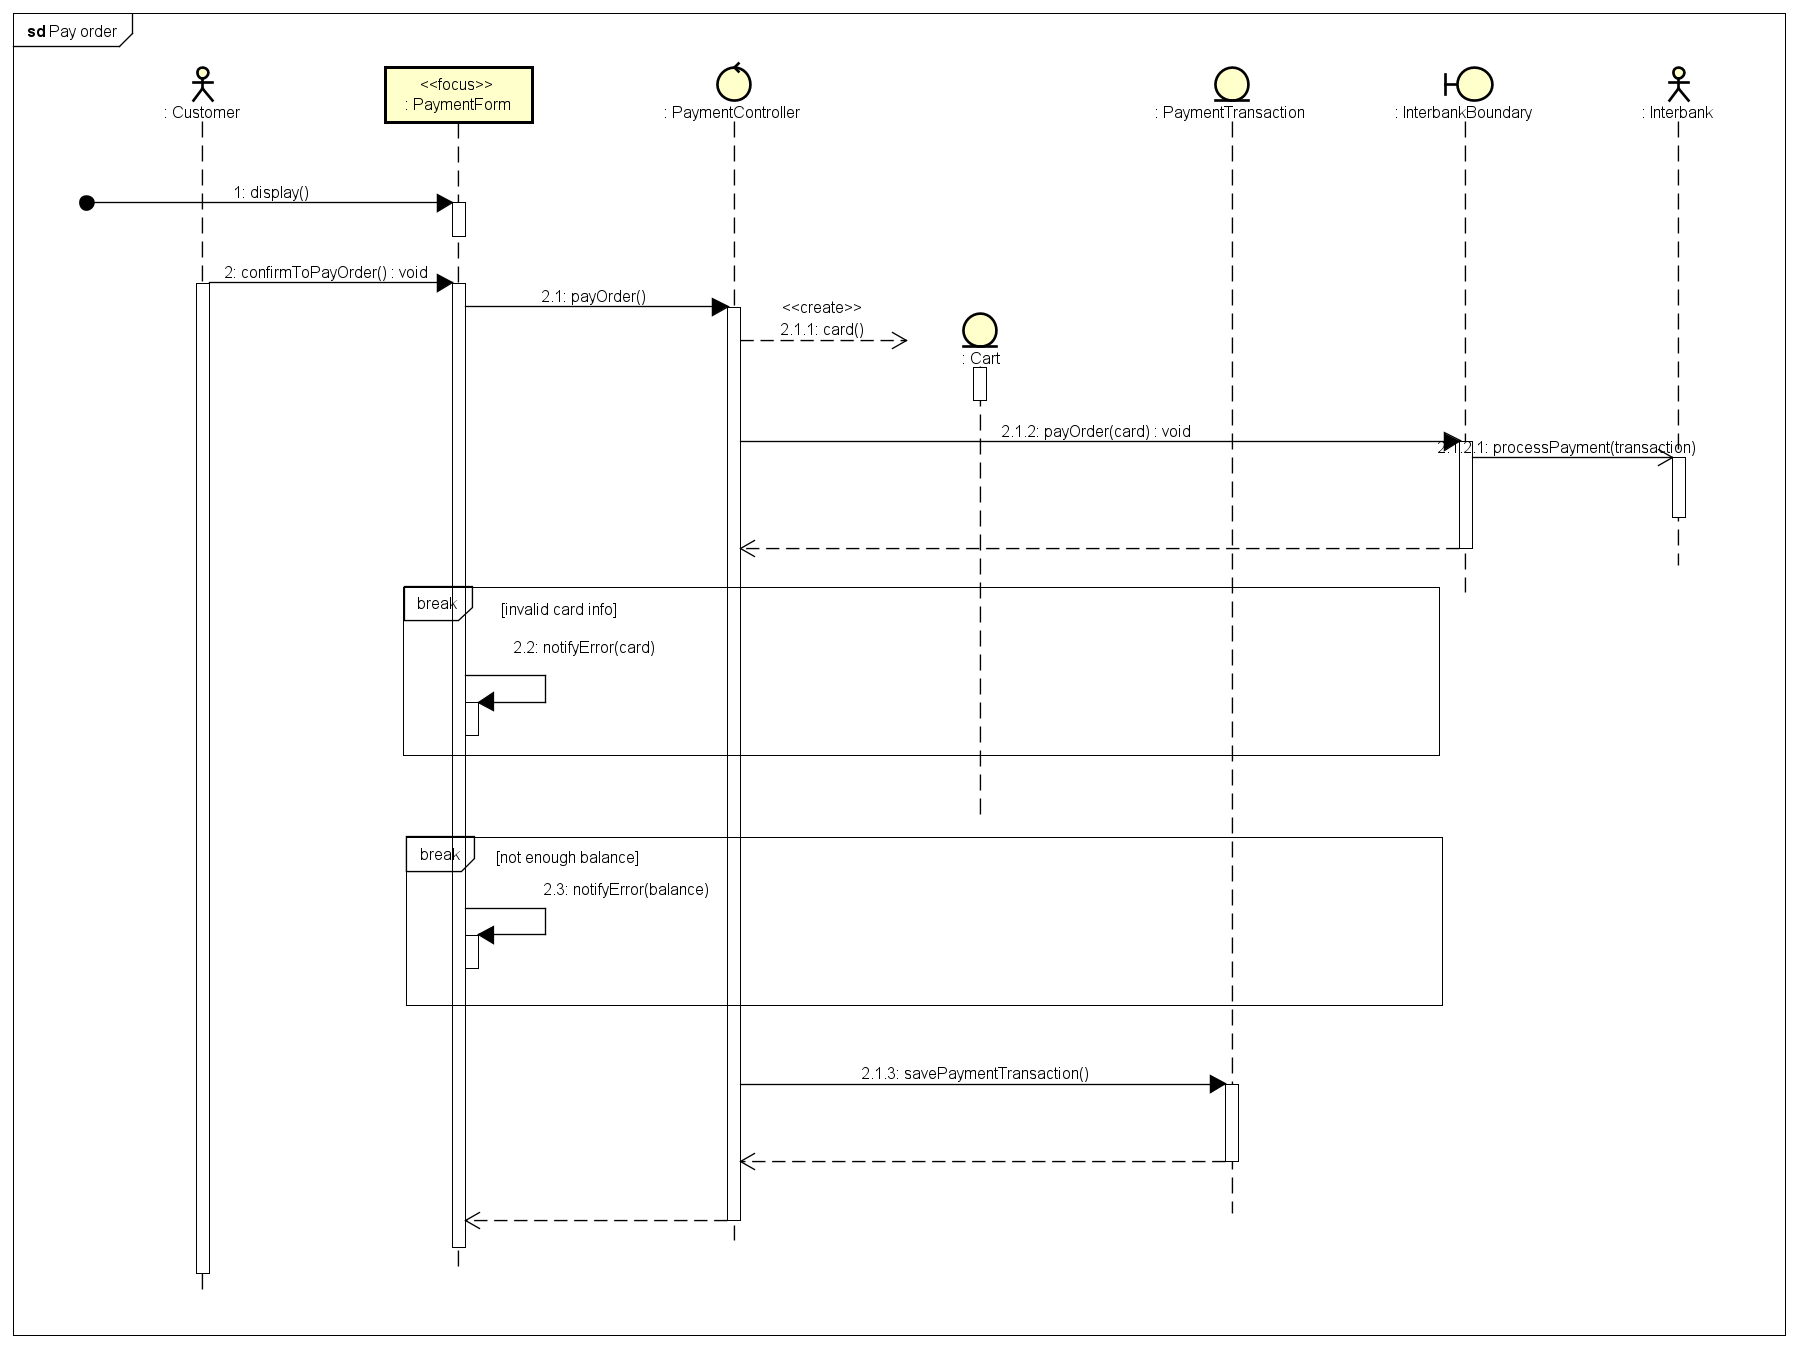 sd Pay order
<<focus>>
: PaymentForm
: Customer
: PaymentController
: PaymentTransaction
: InterbankBoundary
: Interbank
1: display()
2: confirmToPayOrder() : void
2.1: payOrder()
<<create>>
2.1.1: card()
: Cart
2.1.2: payOrder(card) : void
2.1.2.1: processPayment(transaction)
break
[invalid card info]
2.2: notifyError(card)
break
[not enough balance]
2.3: notifyError(balance)
2.1.3: savePaymentTransaction()